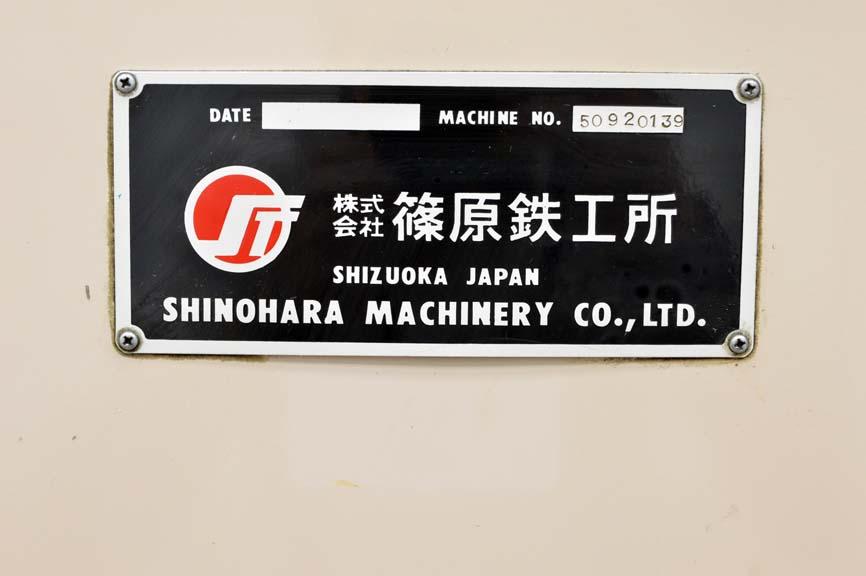 DATE MACHINE NO. 50920139
株式会社 篠原鉄工所
SHIZUOKA JAPAN
SHINOHARA MACHINERY CO., LTD.